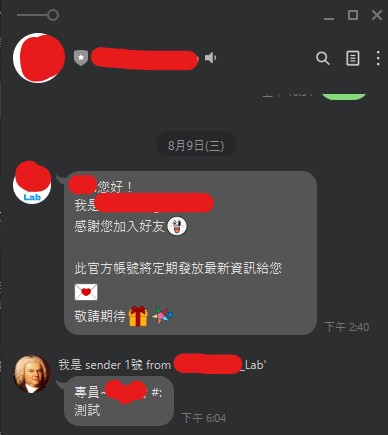 8月9日(三)
您好！
Lab
我是
感謝您加入好友
此官方帳號將定期發放最新資訊給您
敬請期待
下午 2:40
我是 sender 1號 from _Lab'
專員~ #:
測試
下午 6:04